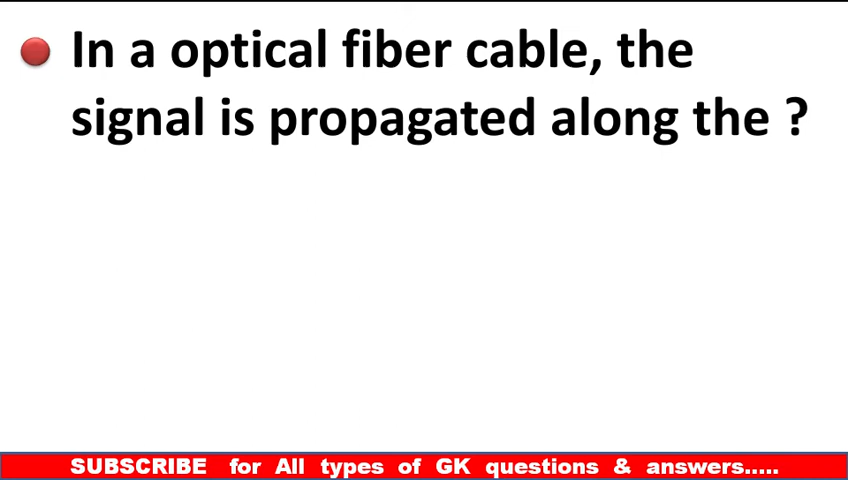 In a optical fiber cable, the
signal is propagated along the ?
SUBSCRIBE for All types of GK questions & answers.....